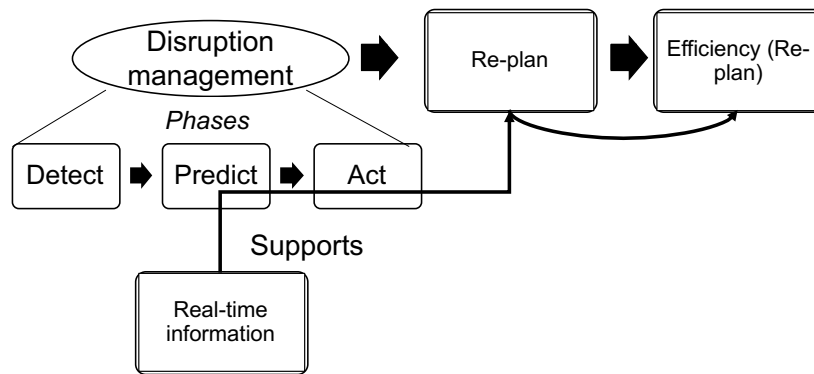 Disruption
management
Re-plan
Efficiency (Re-
plan)
Phases
Detect
Predict
Act
Supports
Real-time
information